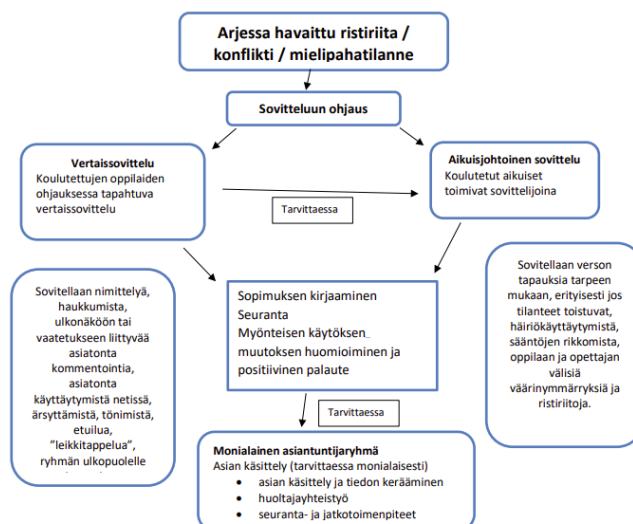 Arjessa havaittu ristiriita /
konflikti / mielipahatilanne
Sovitteluun ohjaus
Vertaissovittelu
Koulutettujen oppilaiden
ohjauksessa tapahtuva
vertaissovittelu
Tarvittaessa
Aikuisjohtoinen sovittelu
Koulutetut aikuiset
toimivat sovittelijoina
Sovitellaan nimittelyä,
haukkumista,
ulkonäköön tai
vaatetukseen liittyvää
asiatonta
kommentointia,
asiatonta
käyttäytymistä netissä,
ärsyttämistä, tönimistä,
etuilua,
"leikkitappelua",
ryhmän ulkopuolelle
Sopimuksen kirjaaminen
Seuranta
Myönteisen käytöksen
muutoksen huomioiminen ja
positiivinen palaute
Sovitellaan verson
tapauksia tarpeen
mukaan, erityisesti jos
tilanteet toistuvat,
häiriökäyttäytymistä,
sääntöjen rikkomista,
oppilaan ja opettajan
välisiä
väärinymmärryksiä ja
ristiriitoja.
Tarvittaessa
Monialainen asiantuntijaryhmä
Asian käsittely (tarvittaessa monialaisesti)
• asian käsittely ja tiedon kerääminen
• huoltajayhteistyö
• seuranta- ja jatkotoimenpiteet